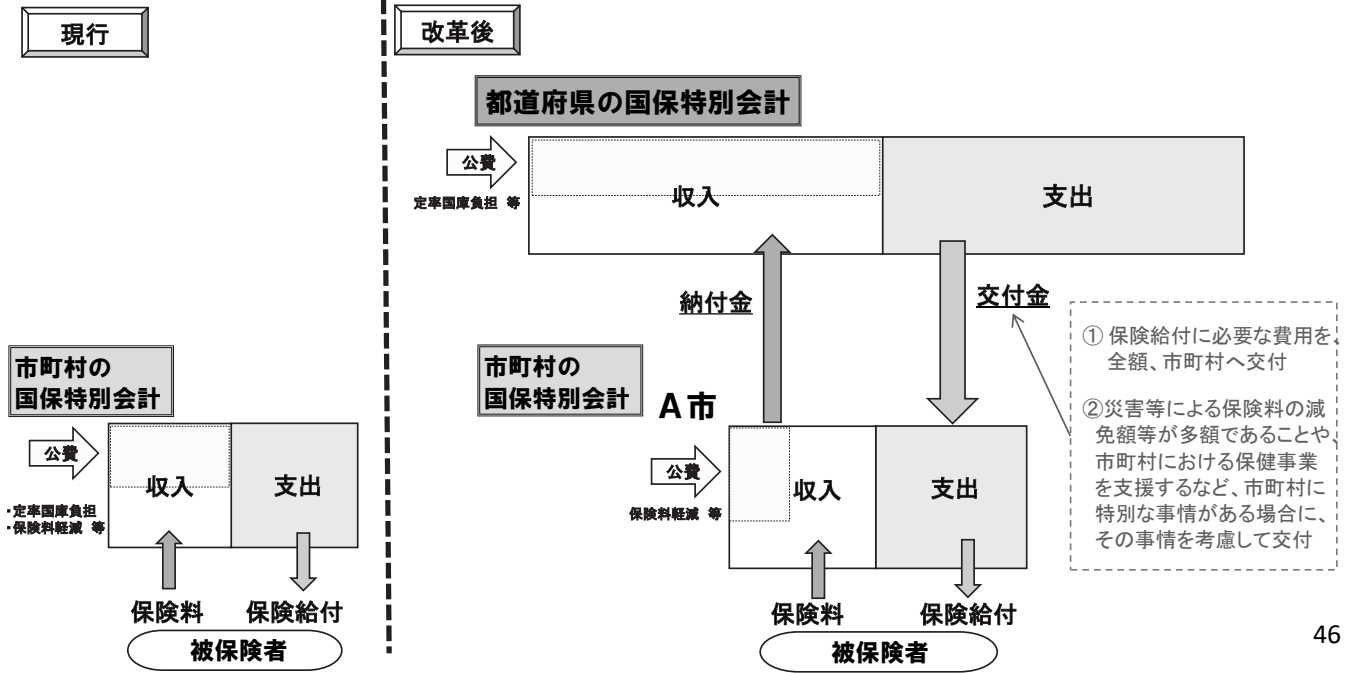 現行
市町村の
国保特別会計
公費
・定率国庫負担
・保険料軽減 等
収入
支出
保険料
保険給付
被保険者
改革後
都道府県の国保特別会計
公費
定率国庫負担 等
収入
支出
納付金
交付金
① 保険給付に必要な費用を、
全額、市町村へ交付
②災害等による保険料の減
免額等が多額であることや、
市町村における保健事業
を支援するなど、市町村に
特別な事情がある場合に、
その事情を考慮して交付
市町村の
国保特別会計
A市
公費
保険料軽減 等
収入
支出
保険料
保険給付
被保険者
46